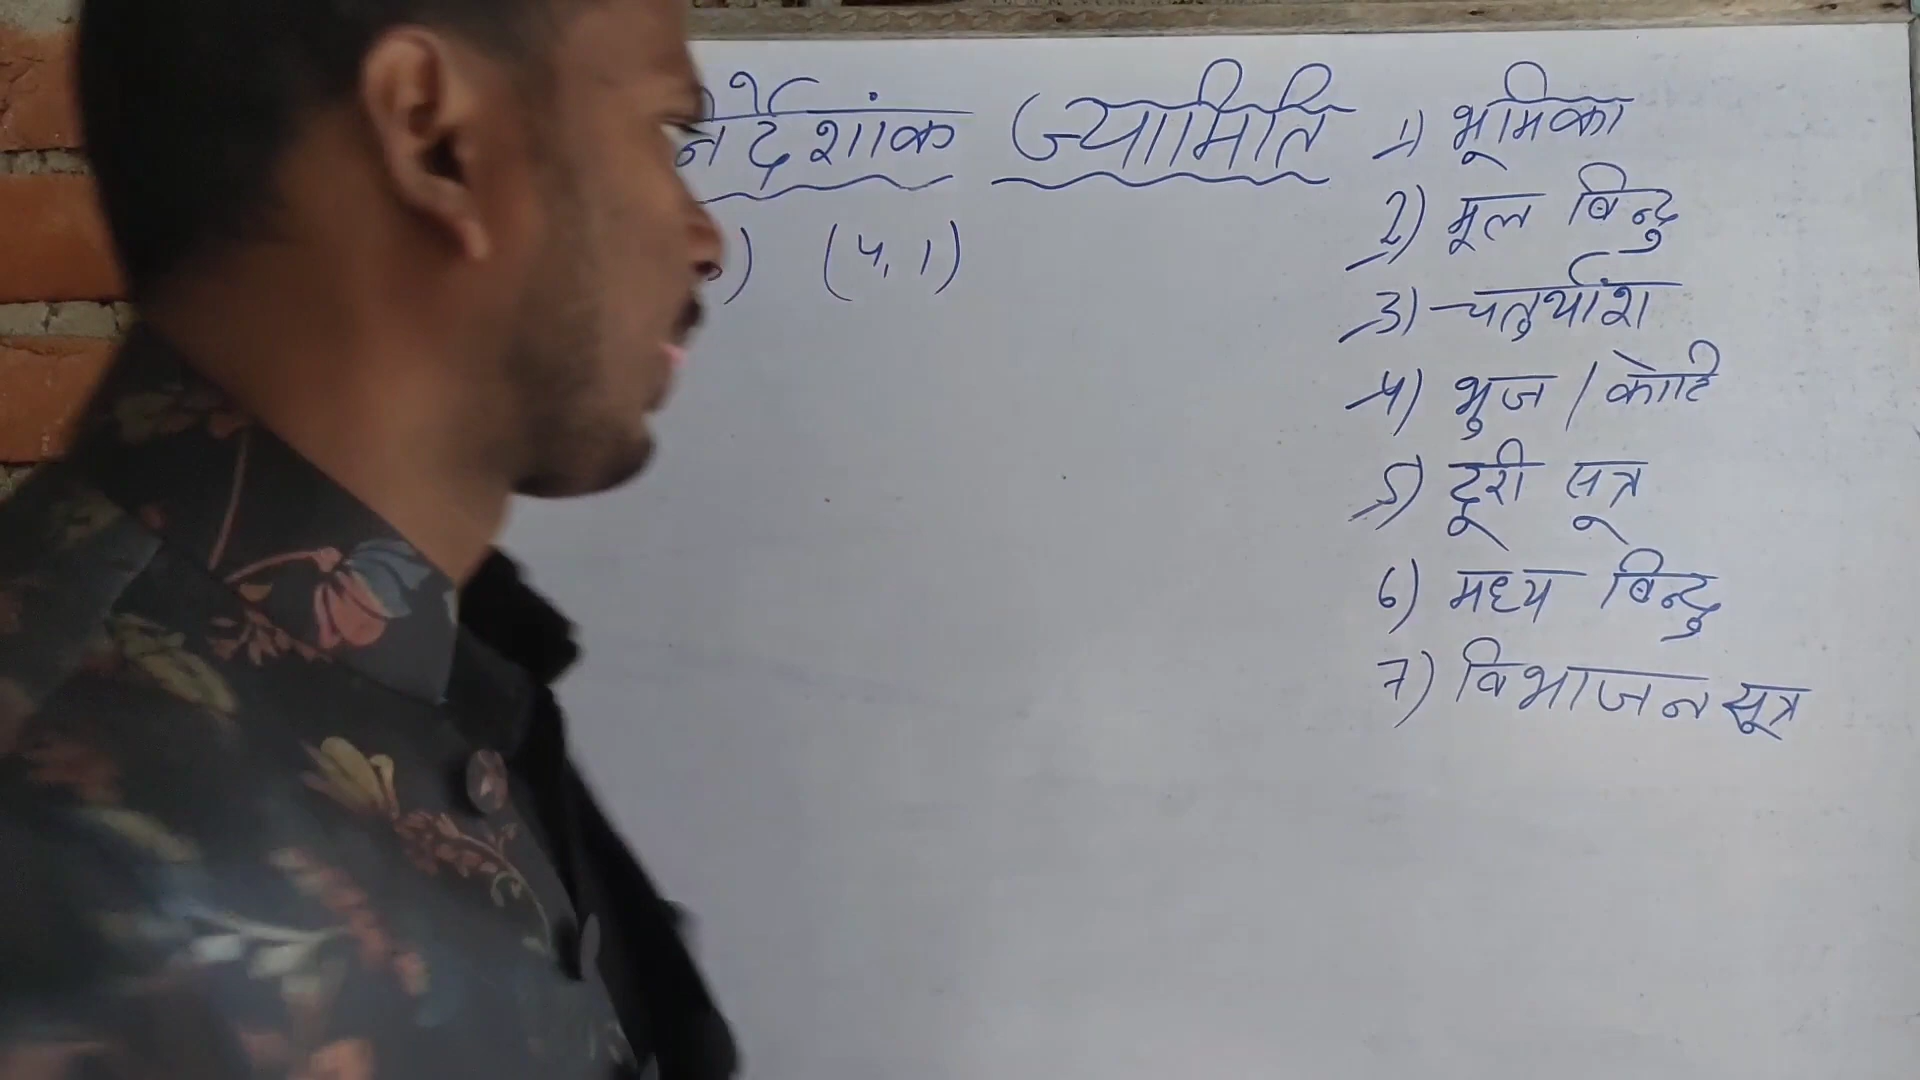 निर्देशांक ज्यामिति
(4, 1)
1) भूमिका
2) मूल बिन्दु
3) चतुर्थांश
4) भुज / कोटि
5) दूरी सूत्र
6) मध्य बिन्दु
7) विभाजन सूत्र